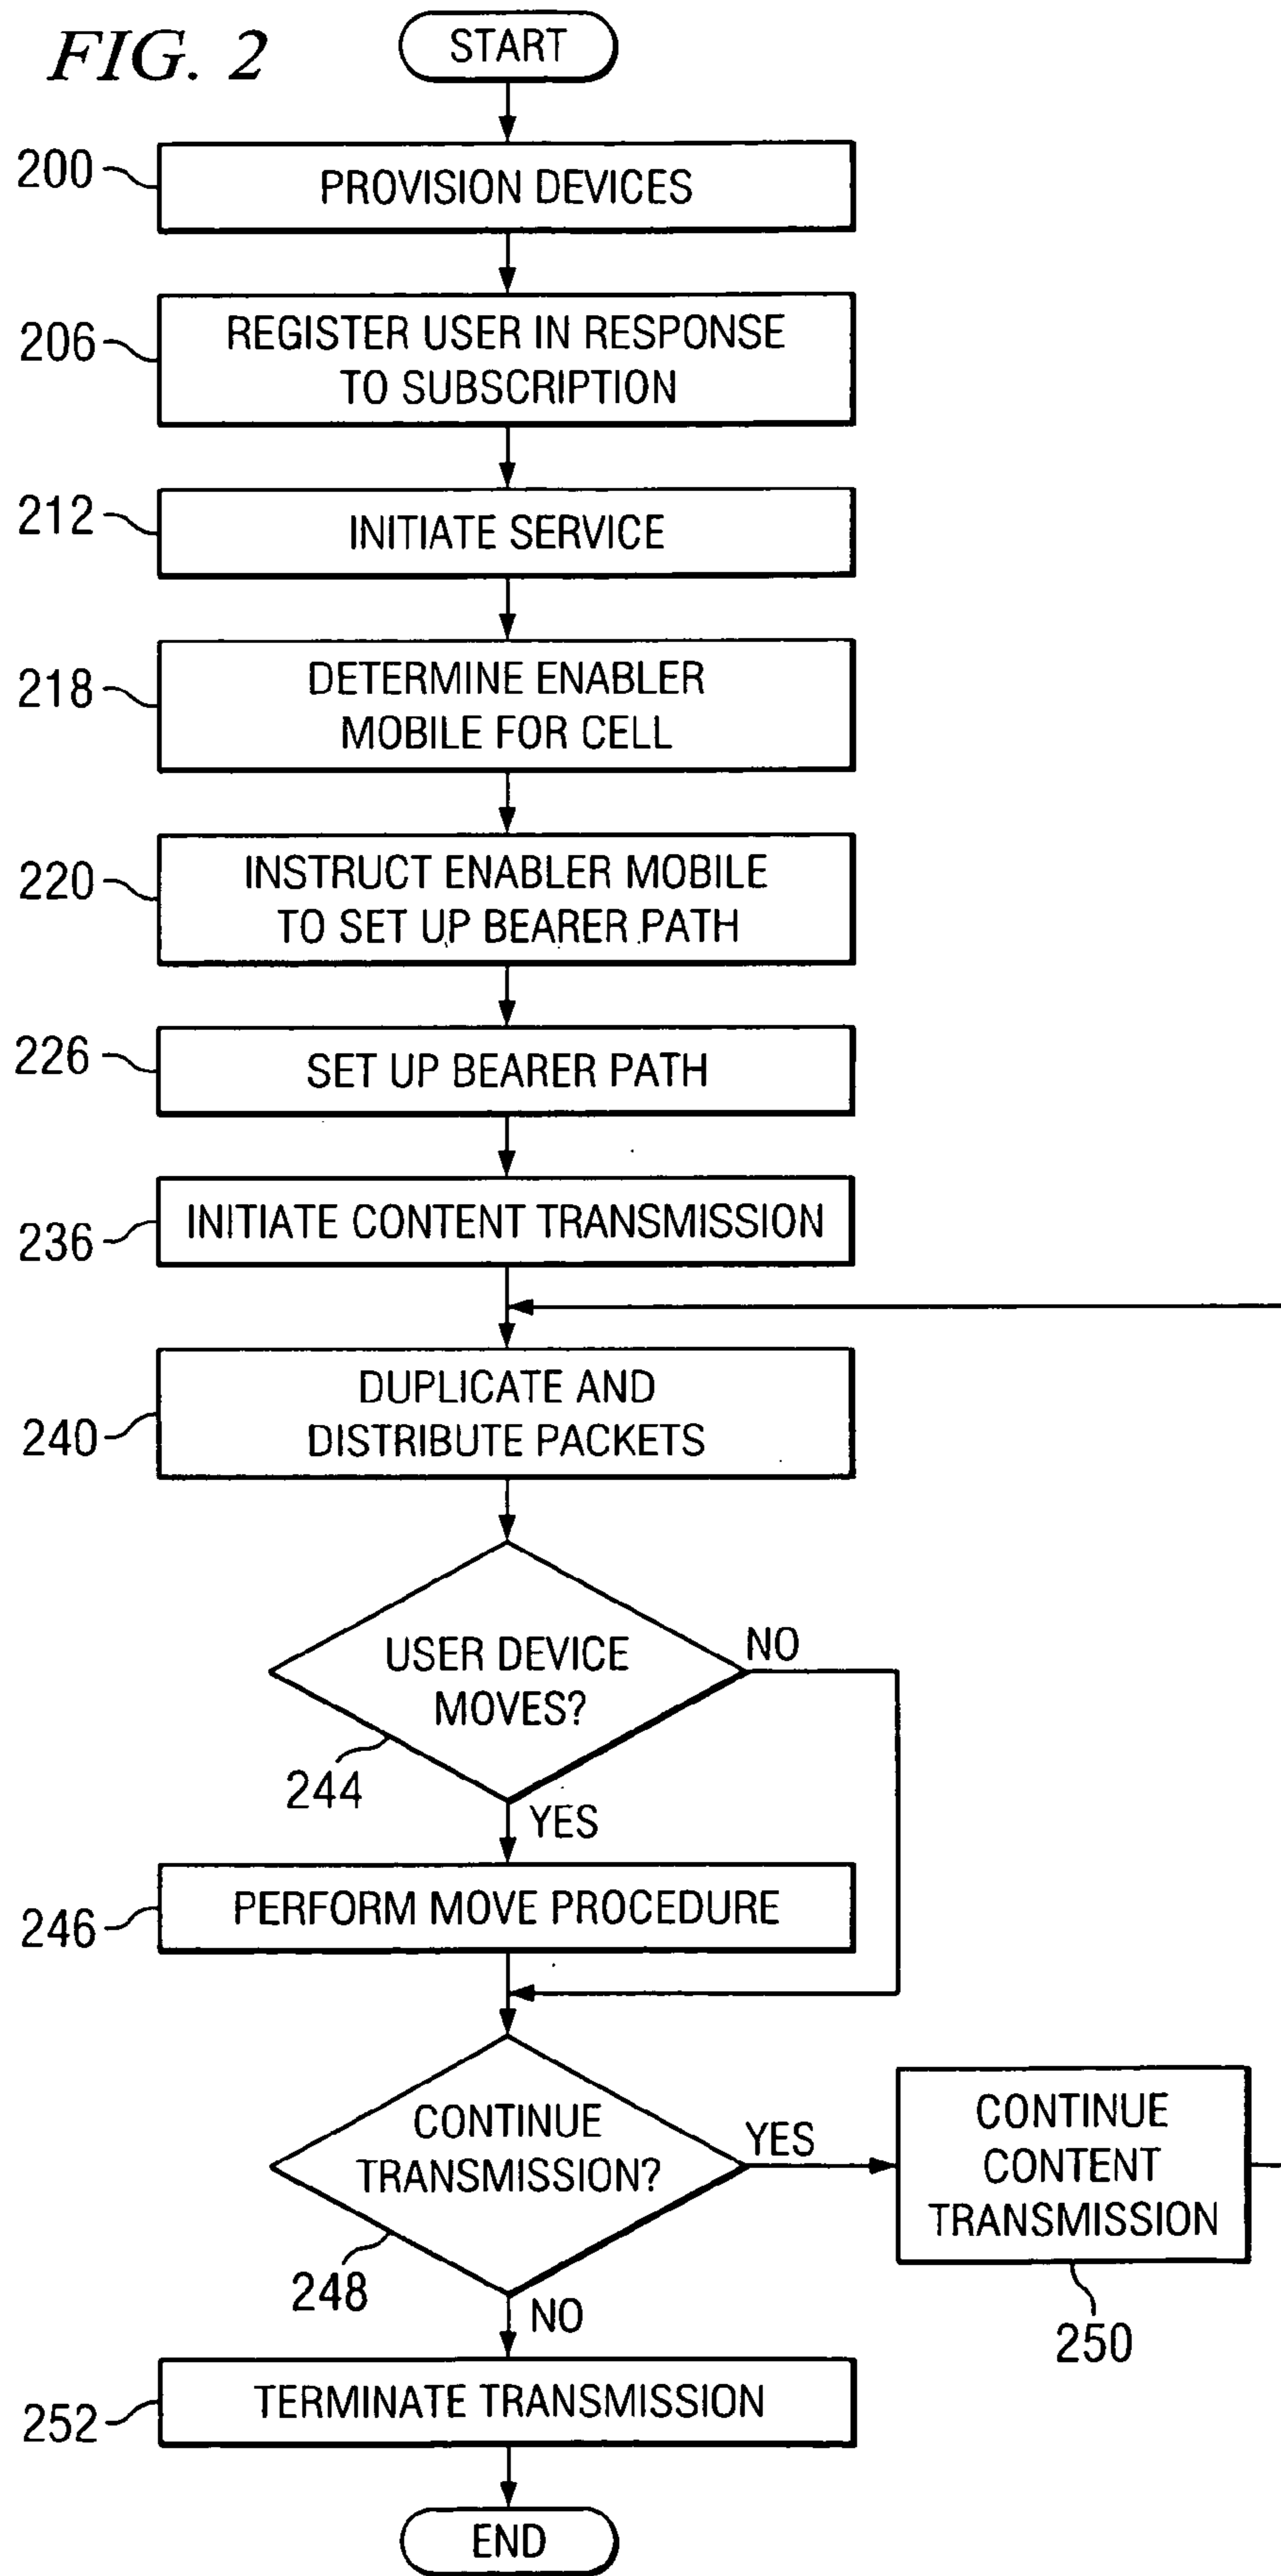 FIG. 2
START
200
PROVISION DEVICES
206
REGISTER USER IN RESPONSE
TO SUBSCRIPTION
212
INITIATE SERVICE
218
DETERMINE ENABLER
MOBILE FOR CELL
220
INSTRUCT ENABLER MOBILE
TO SET UP BEARER PATH
226
SET UP BEARER PATH
236
INITIATE CONTENT TRANSMISSION
240
DUPLICATE AND
DISTRIBUTE PACKETS
USER DEVICE
MOVES?
NO
244
YES
246
PERFORM MOVE PROCEDURE
CONTINUE
TRANSMISSION?
YES
CONTINUE
CONTENT
TRANSMISSION
248
NO
250
252
TERMINATE TRANSMISSION
END